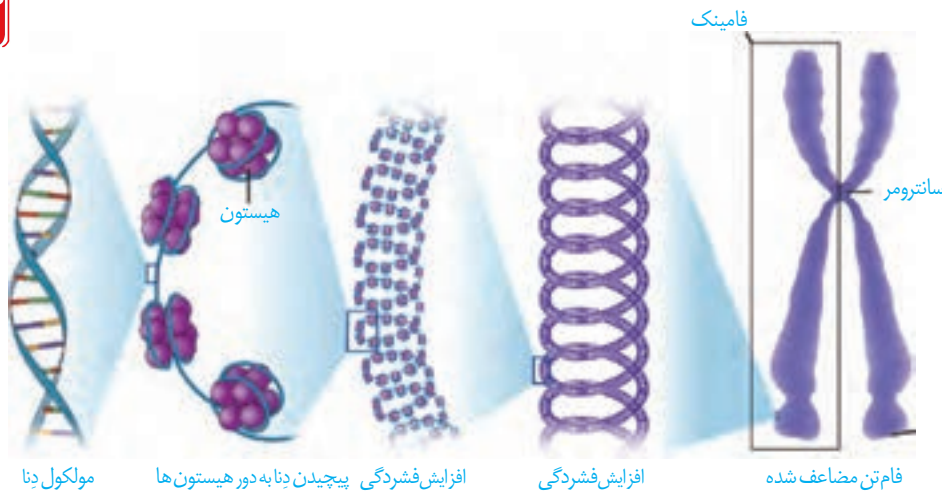 فامینک
سانترومر
هیستون
فام‌تن مضاعف شده
افزایش فشردگی
افزایش فشردگی
پیچیدن دِنا به دور هیستون‌ها
مولکول دِنا